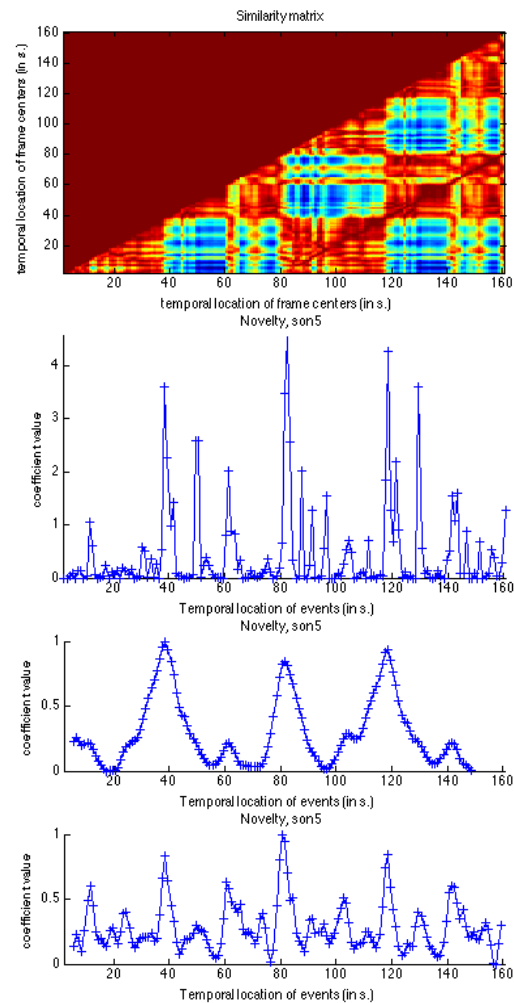 Similarity matrix
temporal location of frame centers (in s.)
160
140
120
100
80
60
40
20
20 40 60 80 100 120 140 160
temporal location of frame centers (in s.)
Novelty, son5
coefficient value
4
3
2
1
0
20 40 60 80 100 120 140 160
Temporal location of events (in s.)
Novelty, son5
coefficient value
1
0.5
0
20 40 60 80 100 120 140 160
Temporal location of events (in s.)
Novelty, son5
coefficient value
1
0.5
0
20 40 60 80 100 120 140 160
Temporal location of events (in s.)